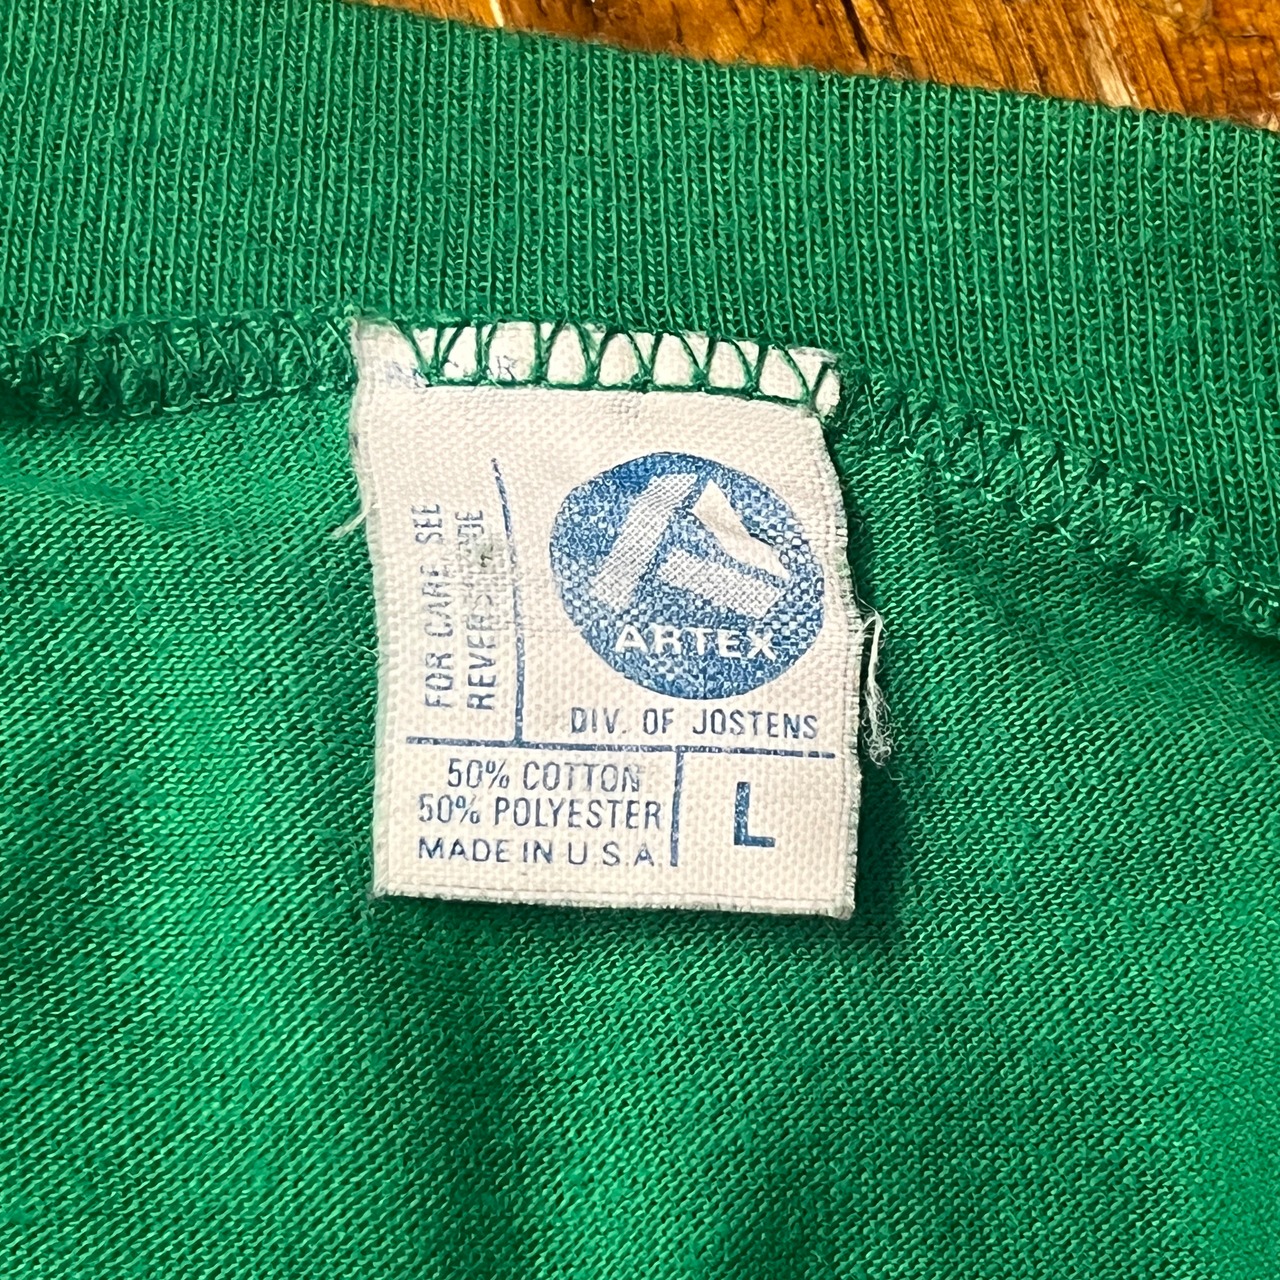 FOR CARE SEE
REVERSE SIDE
ARTEX
DIV. OF JOSTENS
50% COTTON
50% POLYESTER
MADE IN U.S.A.
L